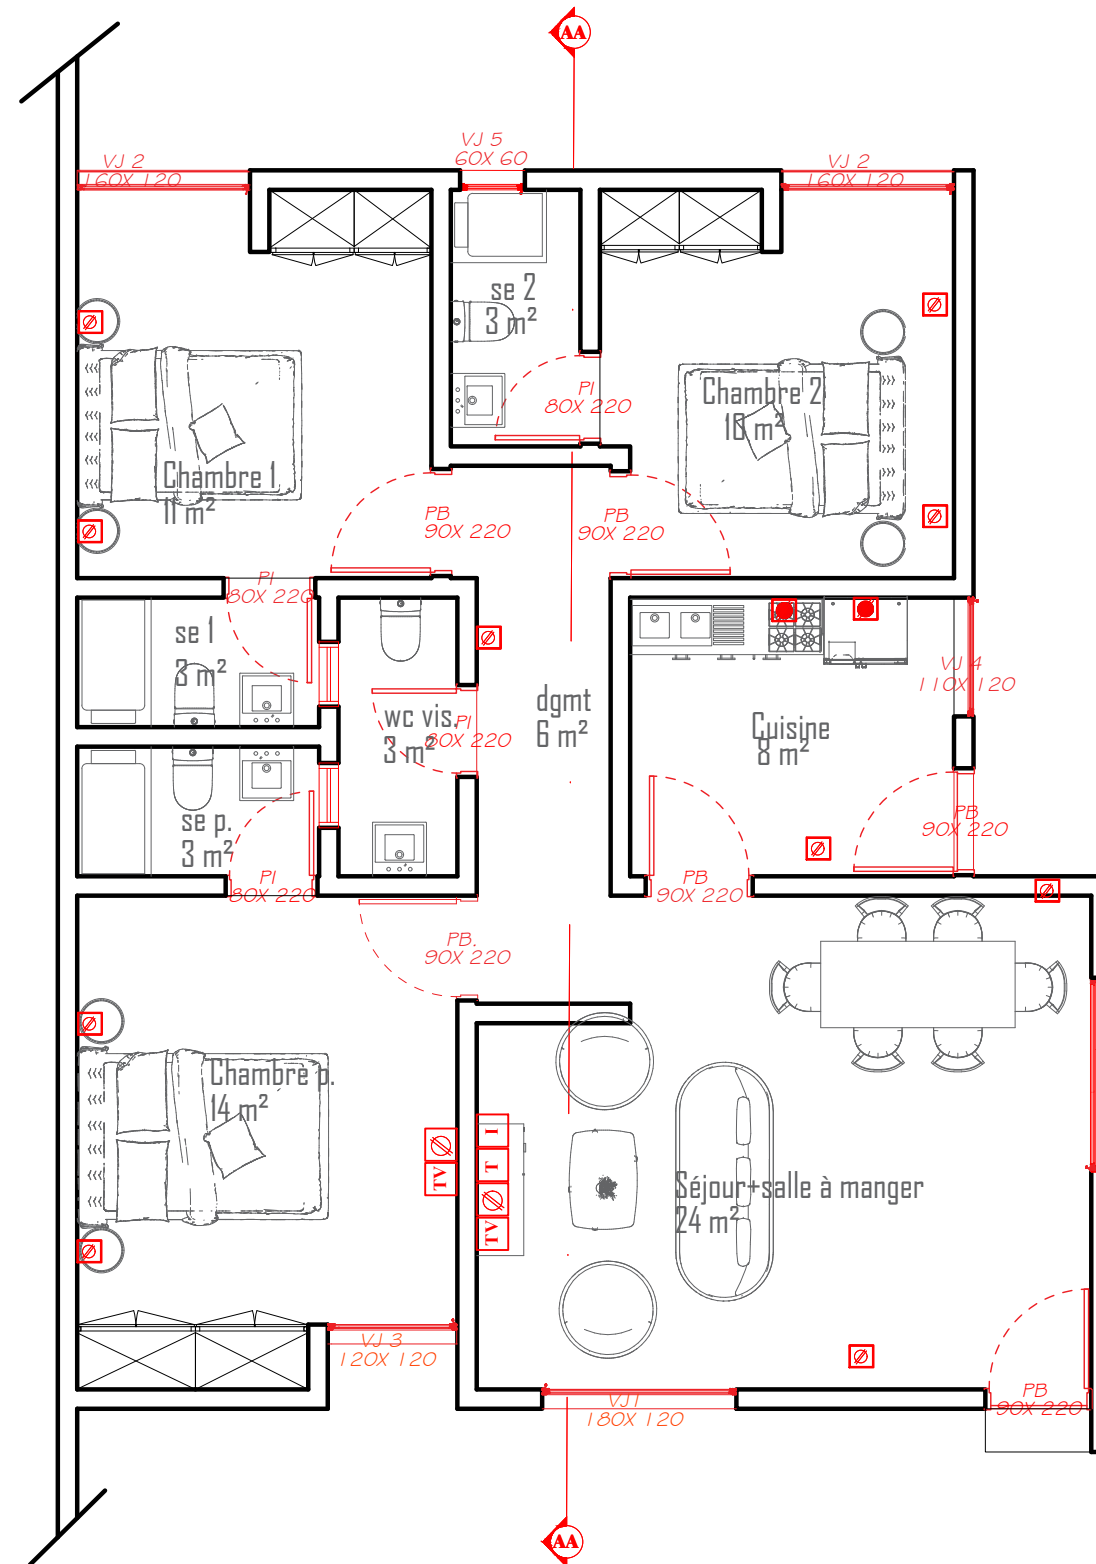 AA
VJ 5
60X 60
VJ 2
160X 120
VJ 2
160X 120
se 2
3 m²
PI
80X 220
Chambre 2
10 m²
Chambre 1
11 m²
PB
90X 220
PB
90X 220
PI
80X 220
se 1
3 m²
wc vis.
3 m²
PI
80X 220
dgmt
6 m²
Cuisine
8 m²
VJ 4
110X 120
PB
90X 220
se p.
3 m²
PI
80X 220
PB
90X 220
PB.
90X 220
Chambre p.
14 m²
TV
I
T
TV
Séjour+salle à manger
24 m²
VJ 3
120X 120
VJ1
180X 120
PB
90X 220
AA